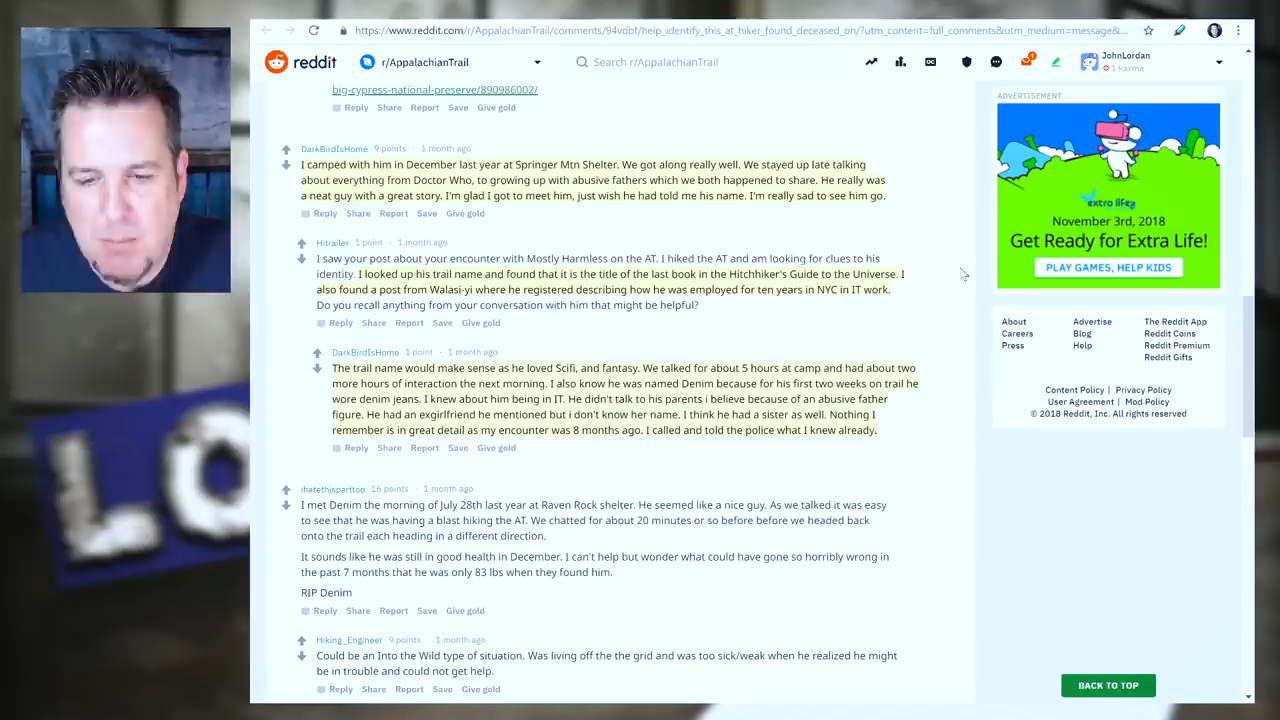 https://www.reddit.com/r/AppalachianTrail/comments/94vdbf/help_identify_this_at_hiker_found_deceased_on/?utm_content=full_comments&utm_medium=message&u...
reddit
r/AppalachianTrail
Search r/AppalachianTrail
JohnLordan
1 karma
big-cypress-national-preserve/890986002/
Reply Share Report Save Give gold
DarkBirdIsHome 9 points · 1 month ago
I camped with him in December last year at Springer Mtn Shelter. We got along really well. We stayed up late talking
about everything from Doctor Who, to growing up with abusive fathers which we both happened to share. He really was
a neat guy with a great story. I'm glad I got to meet him, just wish he had told me his name. I'm really sad to see him go.
Reply Share Report Save Give gold
Hitrailer 1 point · 1 month ago
I saw your post about your encounter with Mostly Harmless on the AT. I hiked the AT and am looking for clues to his
identity. I looked up his trail name and found that it is the title of the last book in the Hitchhiker's Guide to the Universe. I
also found a post from Walasi-yi where he registered describing how he was employed for ten years in NYC in IT work.
Do you recall anything from your conversation with him that might be helpful?
Reply Share Report Save Give gold
DarkBirdIsHome 1 point · 1 month ago
The trail name would make sense as he loved Scifi, and fantasy. We talked for about 5 hours at camp and had about two
more hours of interaction the next morning. I also know he was named Denim because for his first two weeks on trail he
wore denim jeans. I knew about him being in IT. He didn't talk to his parents i believe because of an abusive father
figure. He had an exgirlfriend he mentioned but i don't know her name. I think he had a sister as well. Nothing I
remember is in great detail as my encounter was 8 months ago. I called and told the police what I knew already.
Reply Share Report Save Give gold
ihatethisparttoo 16 points · 1 month ago
I met Denim the morning of July 28th last year at Raven Rock shelter. He seemed like a nice guy. As we talked it was easy
to see that he was having a blast hiking the AT. We chatted for about 20 minutes or so before before we headed back
onto the trail each heading in a different direction.
It sounds like he was still in good health in December. I can't help but wonder what could have gone so horribly wrong in
the past 7 months that he was only 83 lbs when they found him.
RIP Denim
Reply Share Report Save Give gold
Hiking_Engineer 9 points 1 month ago
Could be an Into the Wild type of situation. Was living off the the grid and was too sick/weak when he realized he might
be in trouble and could not get help.
Reply Share Report Save Give gold
ADVERTISEMENT
extra life
November 3rd, 2018
Get Ready for Extra Life!
PLAY GAMES, HELP KIDS
About Advertise The Reddit App
Careers Blog Reddit Coins
Press Help Reddit Premium
Reddit Gifts
Content Policy | Privacy Policy
User Agreement | Mod Policy
© 2018 Reddit, Inc. All rights reserved
BACK TO TOP
LO